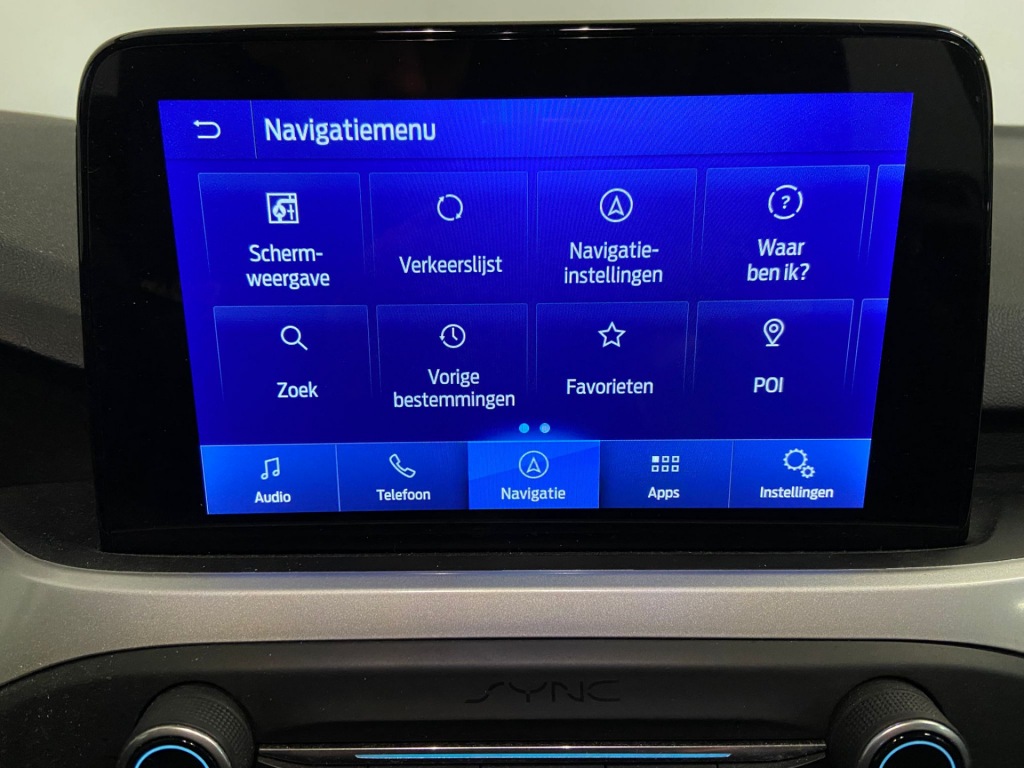 Navigatiemenu
Scherm-
weergave
Verkeerslijst
Navigatie-
instellingen
Waar
ben ik?
Zoek
Vorige
bestemmingen
Favorieten
POI
Audio
Telefoon
Navigatie
Apps
Instellingen
SYNC